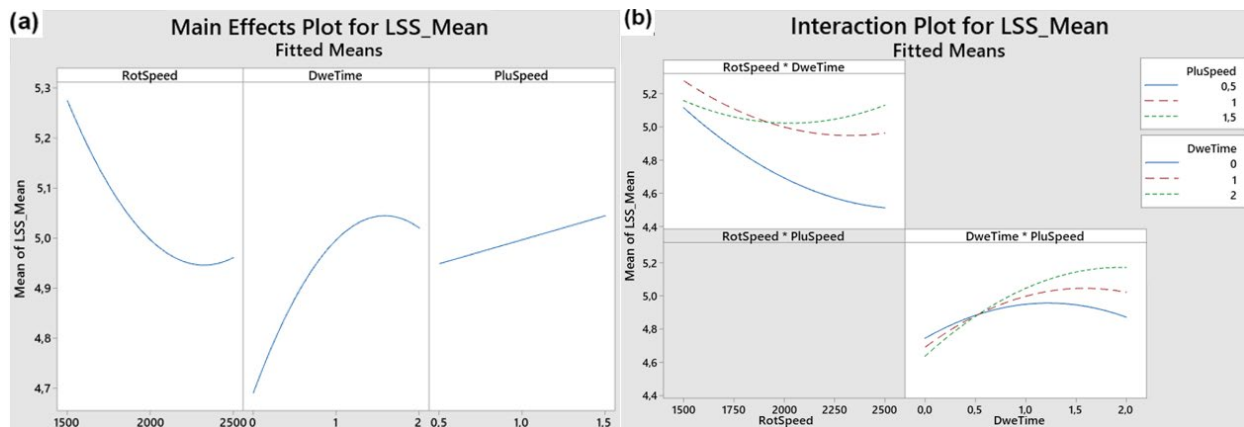 (a)
Main Effects Plot for LSS_Mean
Fitted Means
RotSpeed DweTime PluSpeed
Mean of LSS_Mean
5,3
5,2
5,1
5,0
4,9
4,8
4,7
1500 2000 2500 0 1 2 0,5 1,0 1,5
(b)
Interaction Plot for LSS_Mean
Fitted Means
RotSpeed * DweTime
Mean of LSS_Mean
5,2
5,0
4,8
4,6
4,4
PluSpeed
0,5
1
1,5
DweTime
0
1
2
RotSpeed * PluSpeed DweTime * PluSpeed
5,2
5,0
4,8
4,6
4,4
1500 1750 2000 2250 2500 0,0 0,5 1,0 1,5 2,0
RotSpeed DweTime